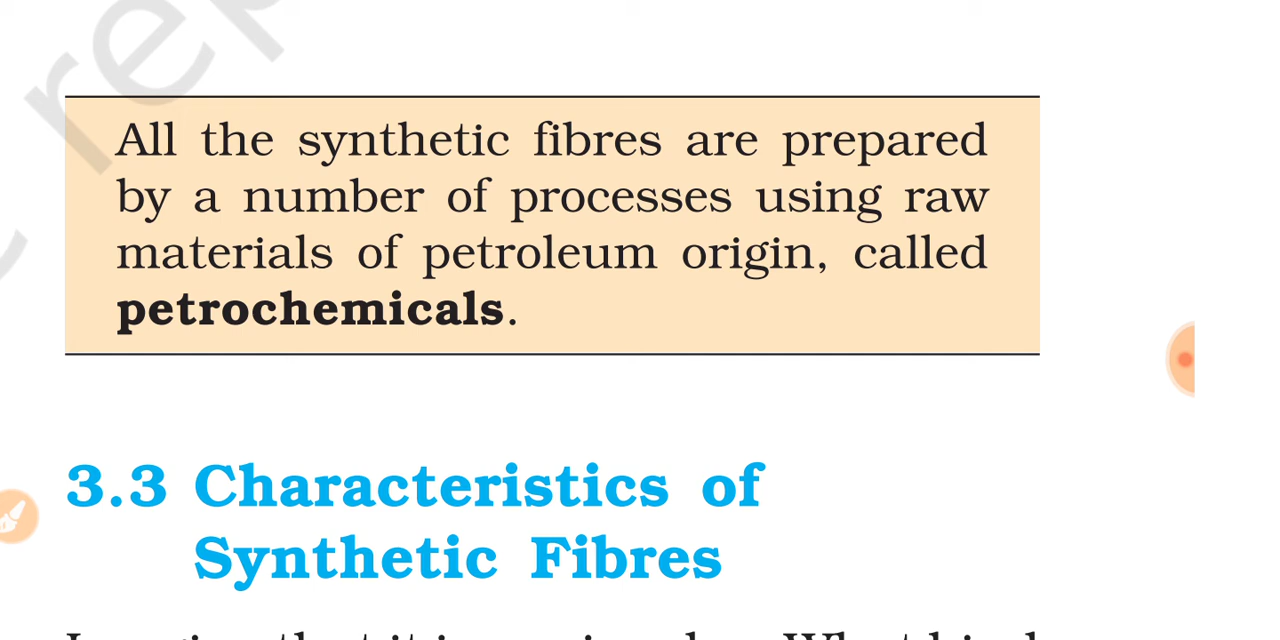 All the synthetic fibres are prepared
by a number of processes using raw
materials of petroleum origin, called
petrochemicals.
3.3 Characteristics of
Synthetic Fibres